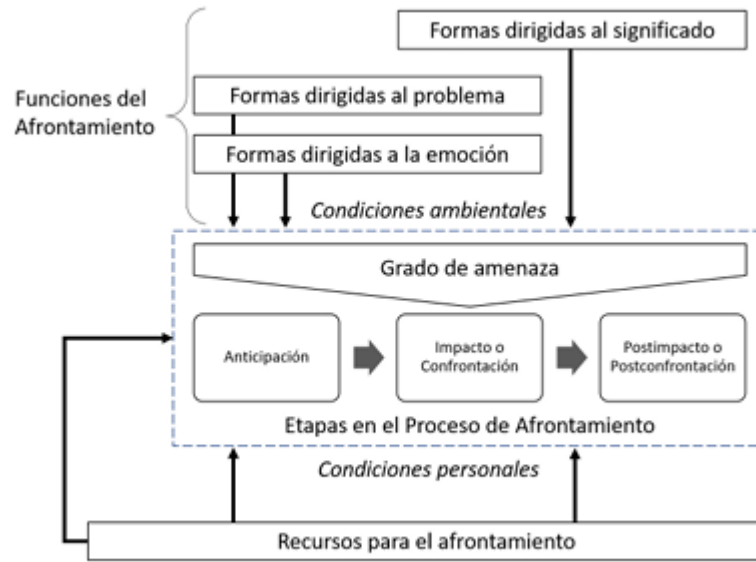 Formas dirigidas al significado
Funciones del
Afrontamiento
Formas dirigidas al problema
Formas dirigidas a la emoción
Condiciones ambientales
Grado de amenaza
Anticipación
Impacto o
Confrontación
Postimpacto o
Postconfrontación
Etapas en el Proceso de Afrontamiento
Condiciones personales
Recursos para el afrontamiento